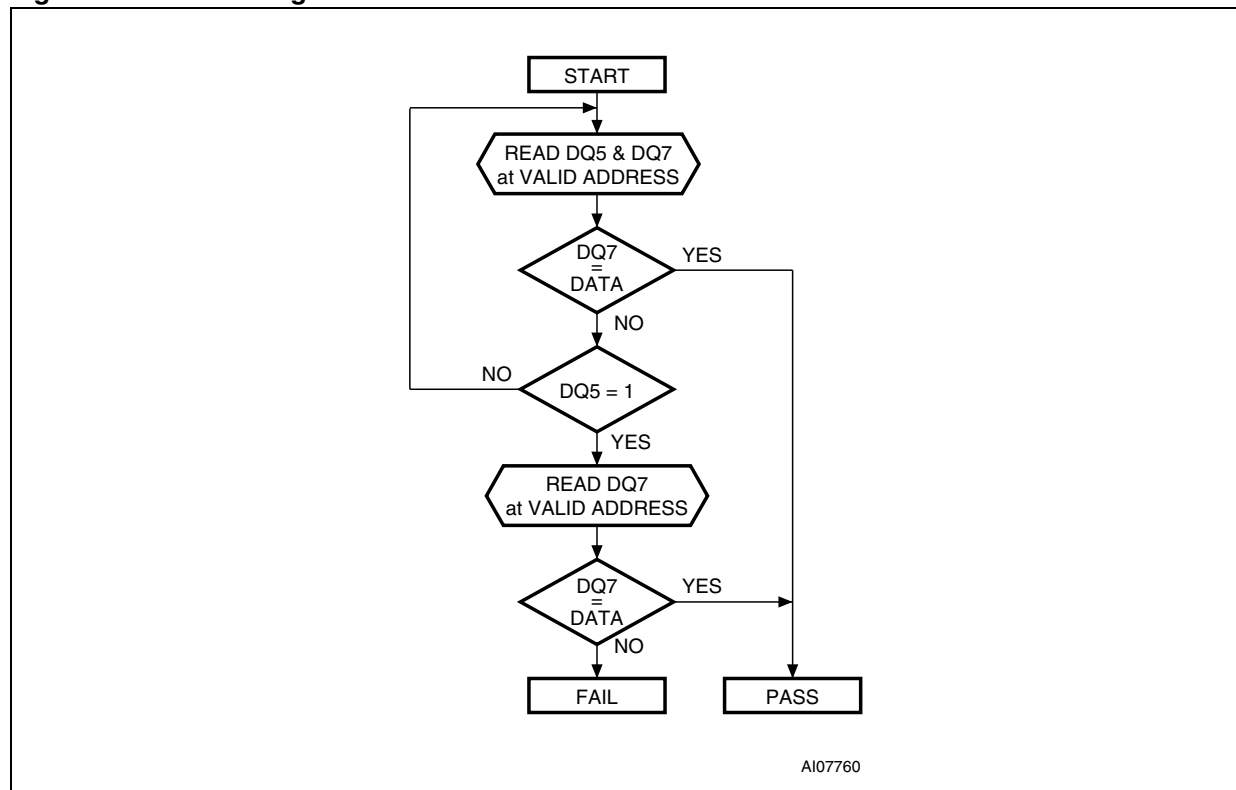 START
READ DQ5 & DQ7
at VALID ADDRESS
DQ7
=
DATA
YES
NO
DQ5 = 1
NO
YES
READ DQ7
at VALID ADDRESS
DQ7
=
DATA
YES
NO
FAIL
PASS
AI07760